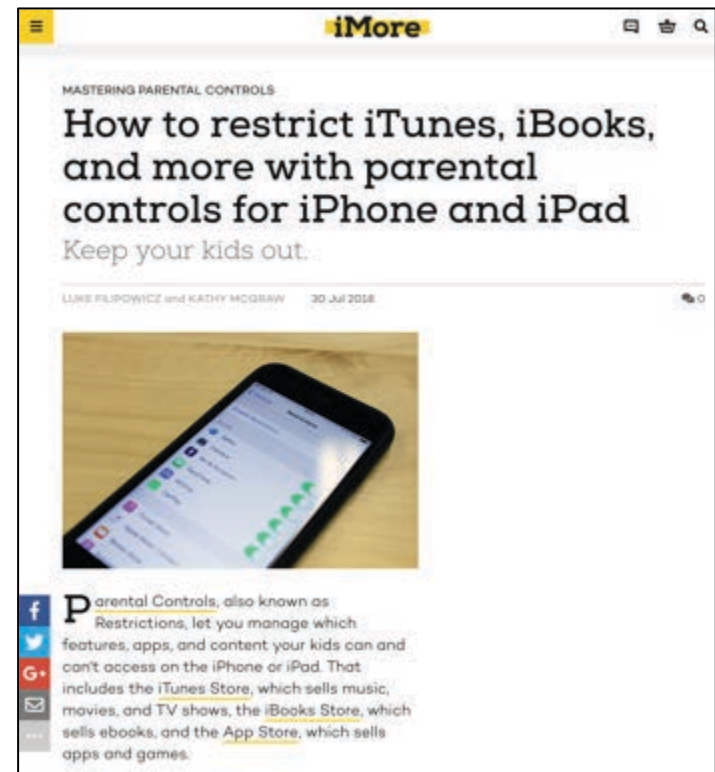 iMore
MASTERING PARENTAL CONTROLS
How to restrict iTunes, iBooks,
and more with parental
controls for iPhone and iPad
Keep your kids out.
LUKE FILIPOWICZ and KATHY MCGRAW 30 Jul 2018 0
Parental Controls, also known as
Restrictions, let you manage which
features, apps, and content your kids can and
can't access on the iPhone or iPad. That
includes the iTunes Store, which sells music,
movies, and TV shows, the iBooks Store, which
sells ebooks, and the App Store, which sells
apps and games.
f
G+